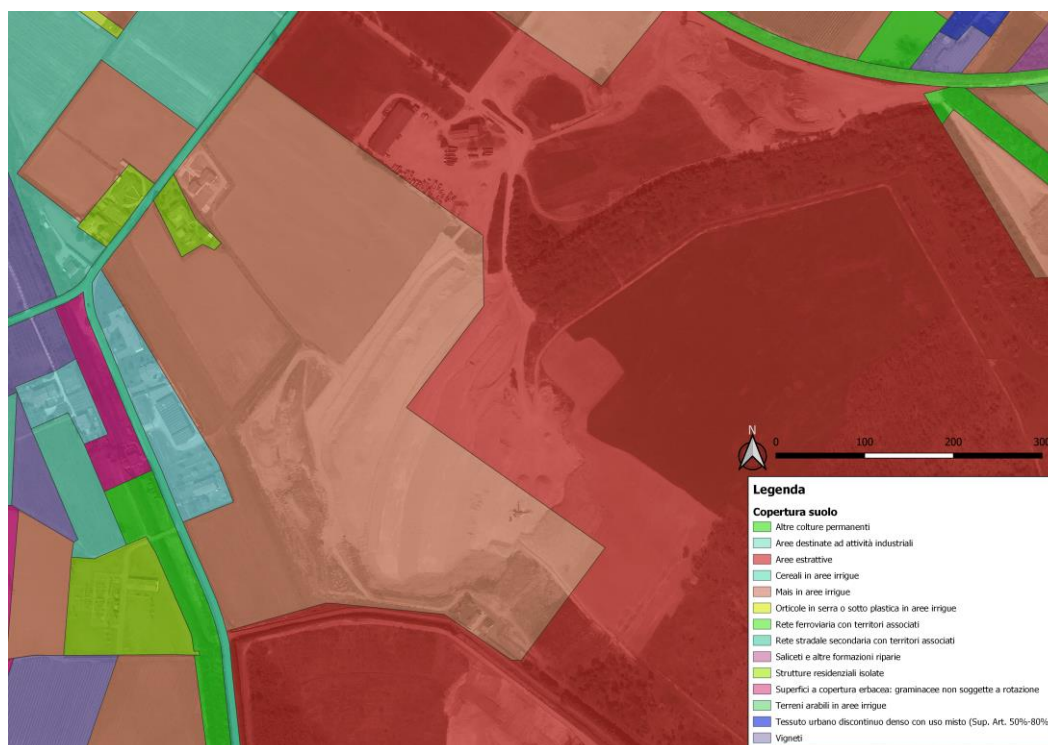 N
0 100 200 300
Legenda
Copertura suolo
Altre colture permanenti
Aree destinate ad attività industriali
Aree estrattive
Cereali in aree irrigue
Mais in aree irrigue
Orticole in serra o sotto plastica in aree irrigue
Rete ferroviaria con territori associati
Rete stradale secondaria con territori associati
Saliceti e altre formazioni riparie
Strutture residenziali isolate
Superfici a copertura erbacea: graminacee non soggette a rotazione
Terreni arabili in aree irrigue
Tessuto urbano discontinuo denso con uso misto (Sup. Art. 50%-80%
Vigneti